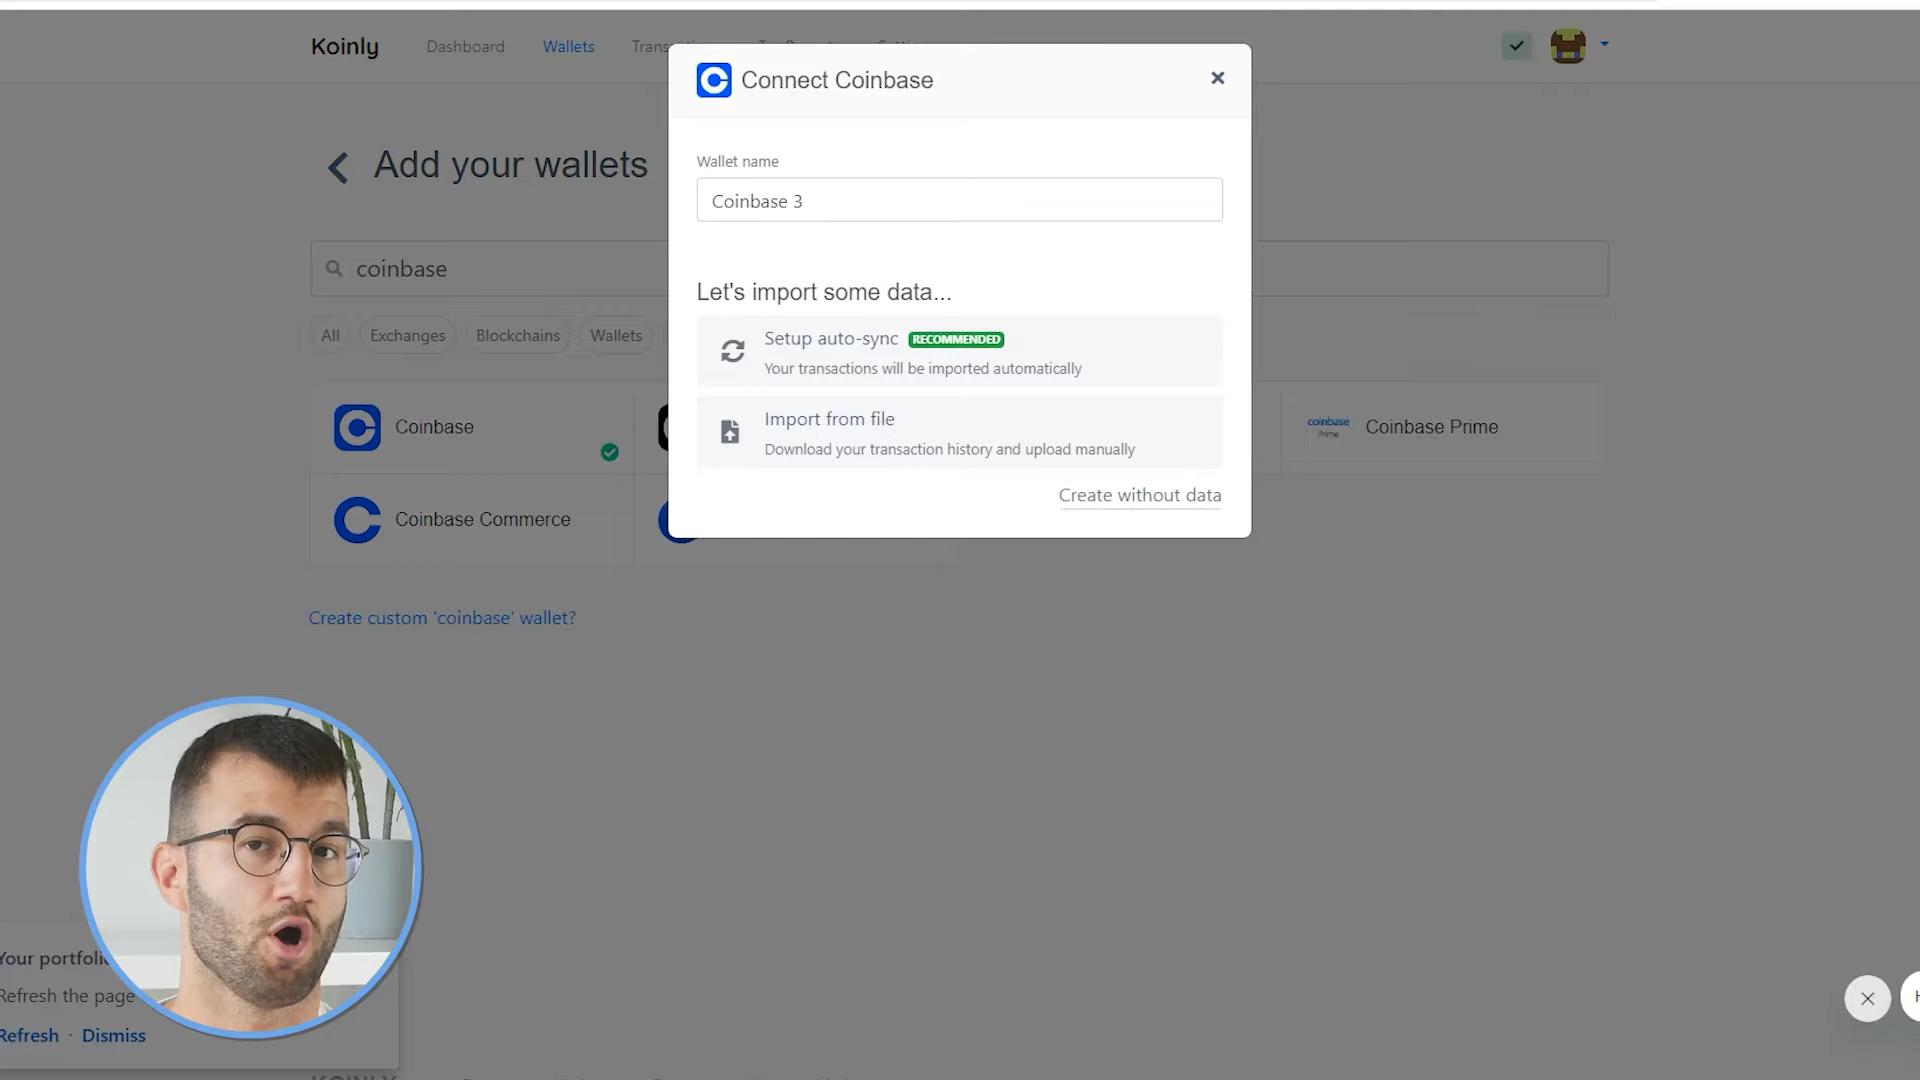 Koinly
Dashboard
Wallets
Connect Coinbase
Add your wallets
Wallet name
Coinbase 3
coinbase
Let's import some data...
All
Exchanges
Blockchains
Wallets
Setup auto-sync RECOMMENDED
Your transactions will be imported automatically
Import from file
Download your transaction history and upload manually
Create without data
Coinbase
coinbase
Prime
Coinbase Prime
Coinbase Commerce
Create custom 'coinbase' wallet?
Your
Refresh the page
Refresh · Dismiss